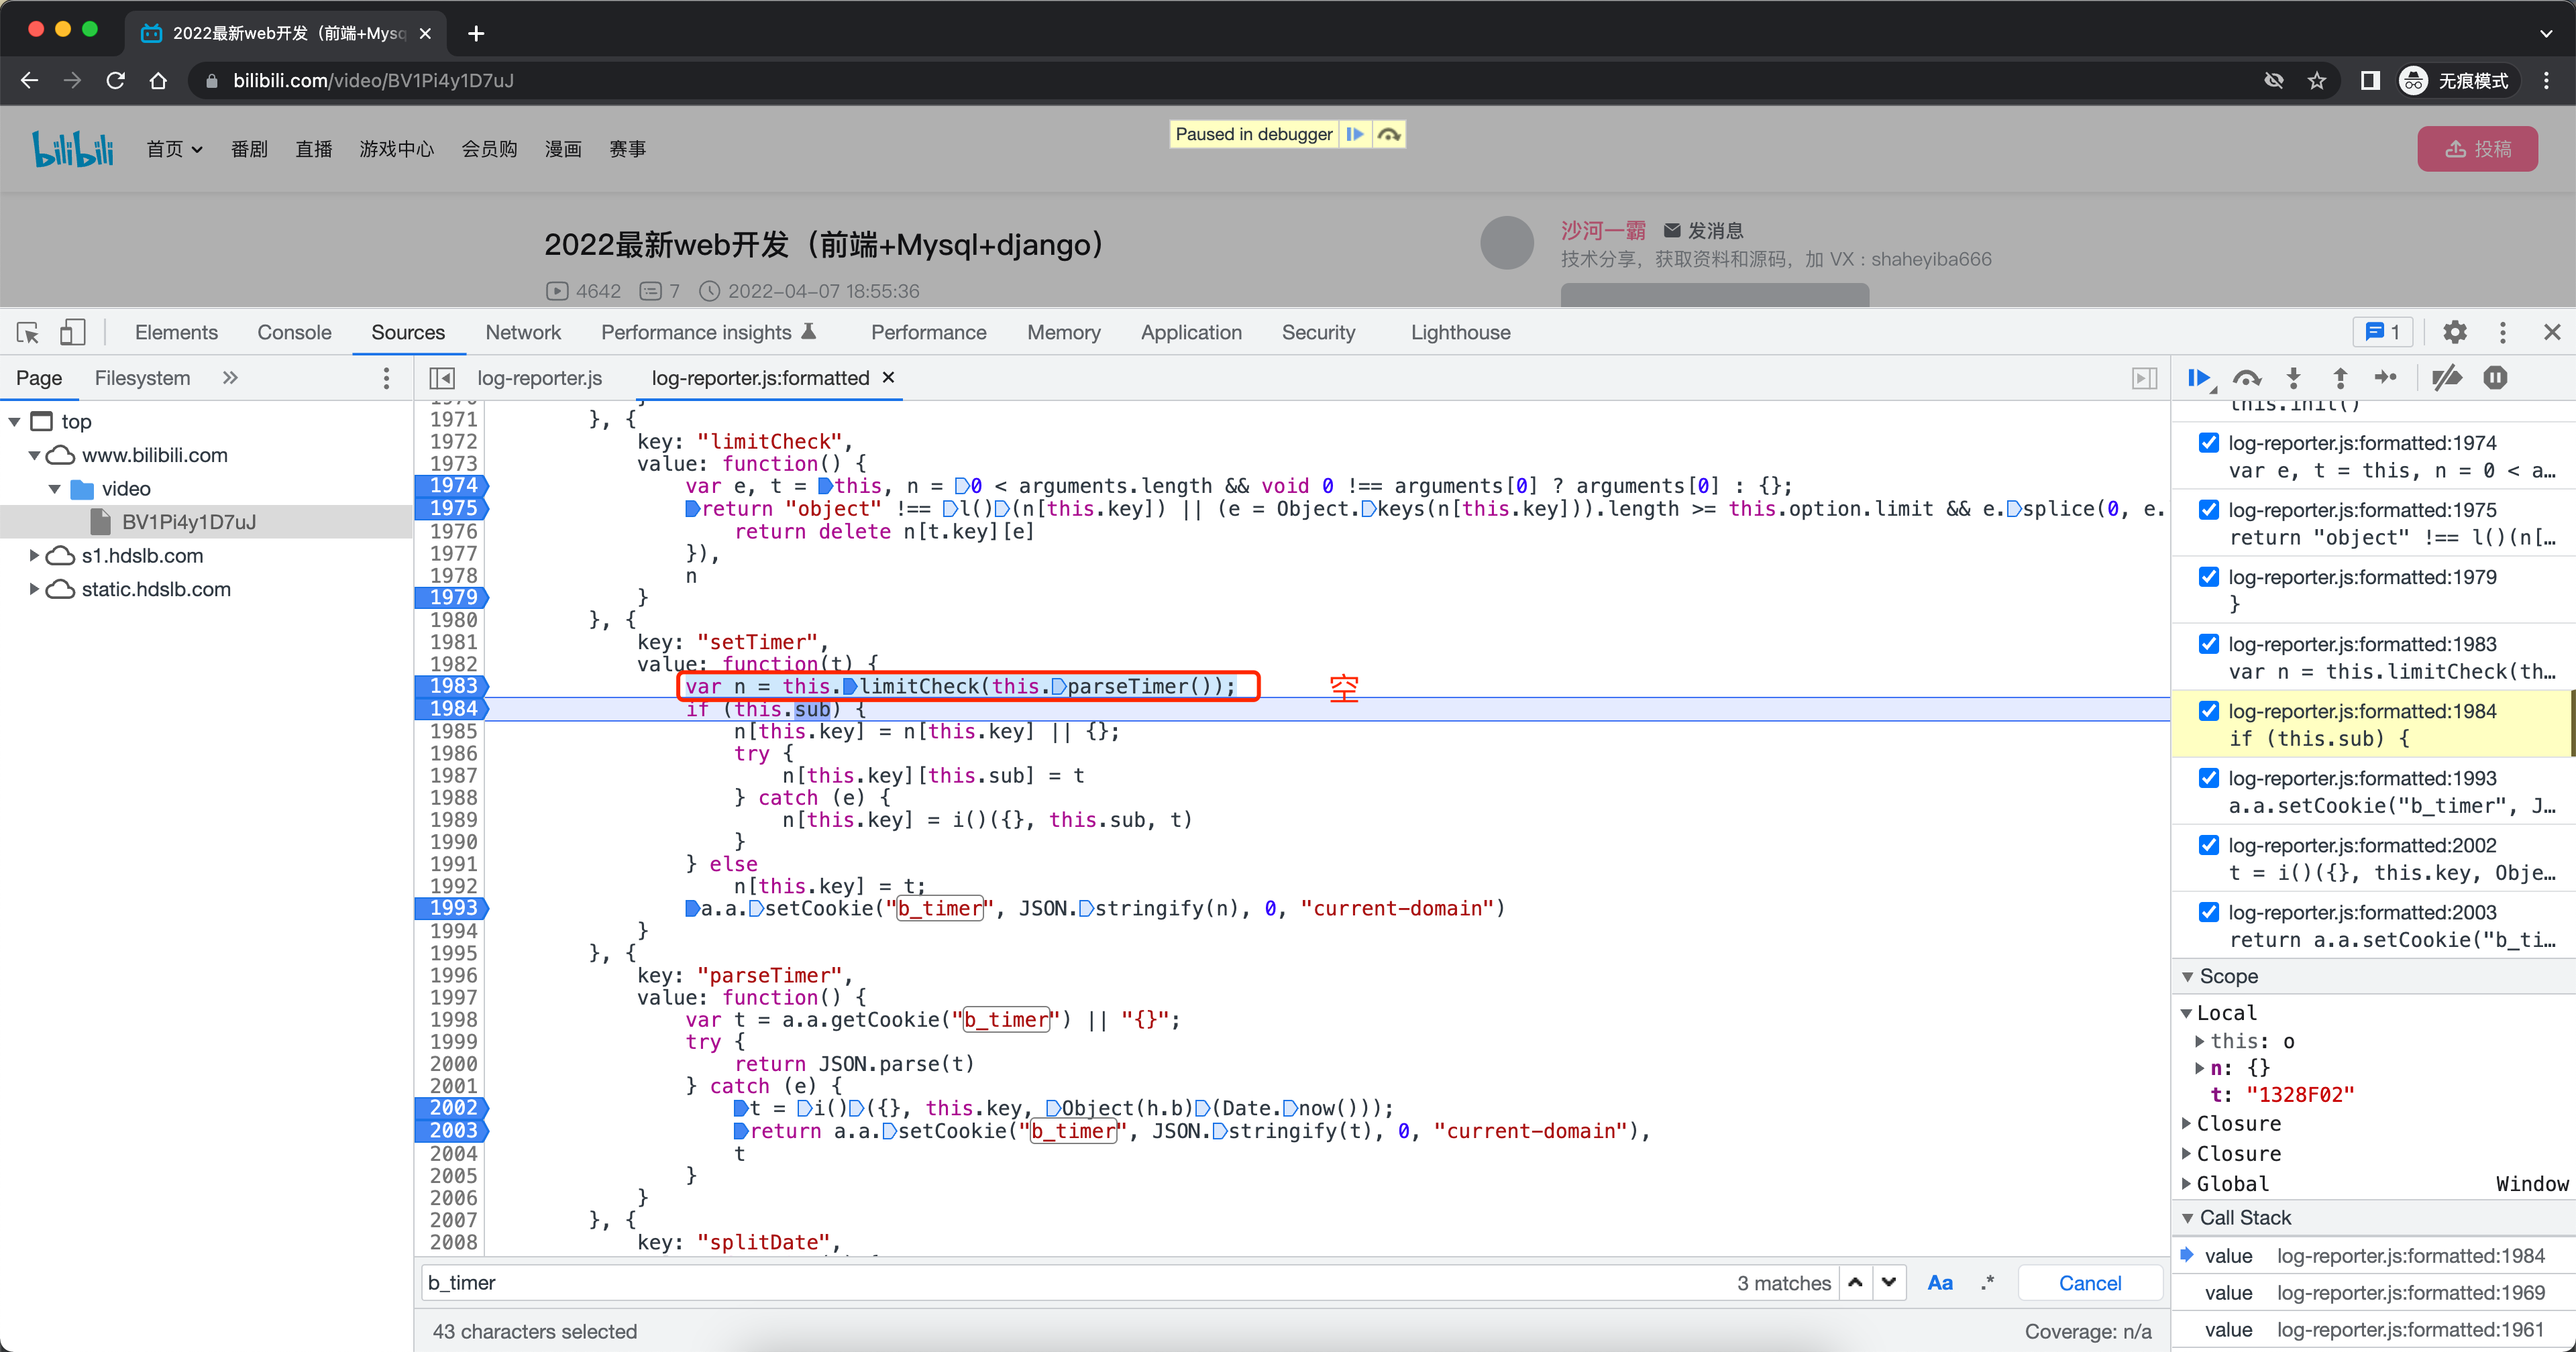 2022最新web开发（前端+Mysq
bilibili.com/video/BV1Pi4y1D7uJ
无痕模式
bilibili
首页
番剧
直播
游戏中心
会员购
漫画
赛事
Paused in debugger
投稿
2022最新web开发（前端+Mysql+django）
4642
7
2022-04-07 18:55:36
沙河一霸
发消息
技术分享，获取资料和源码，加 VX：shaheyiba666
Elements
Console
Sources
Network
Performance insights
Performance
Memory
Application
Security
Lighthouse
1
Page
Filesystem
top
www.bilibili.com
video
BV1Pi4y1D7uJ
s1.hdslb.com
static.hdslb.com
log-reporter.js
log-reporter.js:formatted
1971 }, {
1972 key: "limitCheck",
1973 value: function() {
1974 var e, t = this, n = 0 < arguments.length && void 0 !== arguments[0] ? arguments[0] : {};
1975 return "object" !== l()(n[this.key]) || (e = Object.keys(n[this.key])).length >= this.option.limit && e.splice(0, e.
1976 return delete n[t.key][e]
1977 }),
1978 n
1979 }
1980 }, {
1981 key: "setTimer",
1982 value: function(t) {
1983 var n = this.limitCheck(this.parseTimer());
空
1984 if (this.sub) {
1985 n[this.key] = n[this.key] || {};
1986 try {
1987 n[this.key][this.sub] = t
1988 } catch (e) {
1989 n[this.key] = i()({}, this.sub, t)
1990 }
1991 } else
1992 n[this.key] = t;
1993 a.a.setCookie("b_timer", JSON.stringify(n), 0, "current-domain")
1994 }
1995 }, {
1996 key: "parseTimer",
1997 value: function() {
1998 var t = a.a.getCookie("b_timer") || "{}";
1999 try {
2000 return JSON.parse(t)
2001 } catch (e) {
2002 t = i()({}, this.key, Object(h.b)(Date.now()));
2003 return a.a.setCookie("b_timer", JSON.stringify(t), 0, "current-domain"),
2004 t
2005 }
2006 }
2007 }, {
2008 key: "splitDate",
b_timer
3 matches
Aa
.*
Cancel
43 characters selected
Coverage: n/a
this.init()
log-reporter.js:formatted:1974
var e, t = this, n = 0 < a…
log-reporter.js:formatted:1975
return "object" !== l()(n[…
log-reporter.js:formatted:1979
}
log-reporter.js:formatted:1983
var n = this.limitCheck(th…
log-reporter.js:formatted:1984
if (this.sub) {
log-reporter.js:formatted:1993
a.a.setCookie("b_timer", J…
log-reporter.js:formatted:2002
t = i()({}, this.key, Obje…
log-reporter.js:formatted:2003
return a.a.setCookie("b_ti…
Scope
Local
this: o
n: {}
t: "1328F02"
Closure
Closure
Global Window
Call Stack
value log-reporter.js:formatted:1984
value log-reporter.js:formatted:1969
value log-reporter.js:formatted:1961